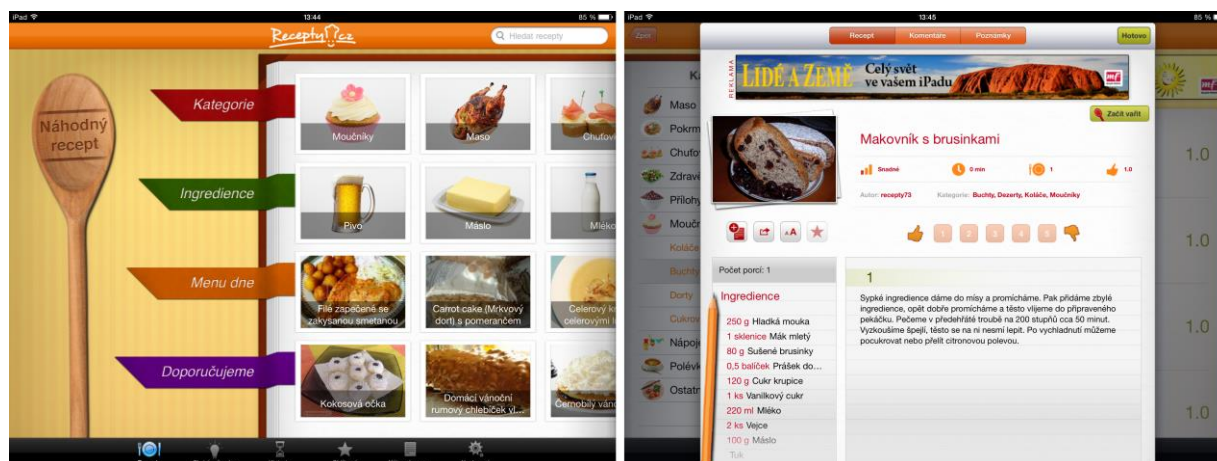 iPad
13:44
85 %
Recepty.cz
Hledat recepty
Náhodný
recept
Kategorie
Moučníky
Maso
Chuťovk
Ingredience
Pivo
Máslo
Mléko
Menu dne
Filé zapečené se
zakysanou smetanou
Carrot cake (Mrkvový
dort) s pomerančem
Celerový k
celerovými
Doporučujeme
Kokosová očka
Domácí vánoční
rumový chlebíček vl...
Černobílý váno
iPad
13:45
85 %
Zpět
Recept
Komentáře
Poznámky
Hotovo
REKLAMA
LIDÉ A ZEMĚ
Celý svět
ve vašem iPadu
mf
mf
Ka
Maso
Pokrm
Chuťo
Zdravé
Přílohy
Moučn
Koláče
Buchty
Dorty
Cukrov
Nápoje
Polévk
Ostatn
Začít vařit
Makovník s brusinkami
Snadné
0 min
1
1.0
Autor: recepty73
Kategorie: Buchty, Dezerty, Koláče, Moučníky
AA
1 2 3 4 5
Počet porcí: 1
Ingredience
250 g Hladká mouka
1 sklenice Mák mletý
80 g Sušené brusinky
0,5 balíček Prášek do...
120 g Cukr krupice
1 ks Vanilkový cukr
220 ml Mléko
2 ks Vejce
100 g Máslo
Tuk
1
Sypké ingredience dáme do mísy a promícháme. Pak přidáme zbylé
ingredience, opět dobře promícháme a těsto vlijeme do připraveného
pekáčku. Pečeme v předehřáté troubě na 200 stupňů cca 50 minut.
Vyzkoušíme špejlí, těsto se na ni nesmí lepit. Po vychladnutí můžeme
pocukrovat nebo přelít citronovou polevou.
1.0
1.0
1.0
1.0